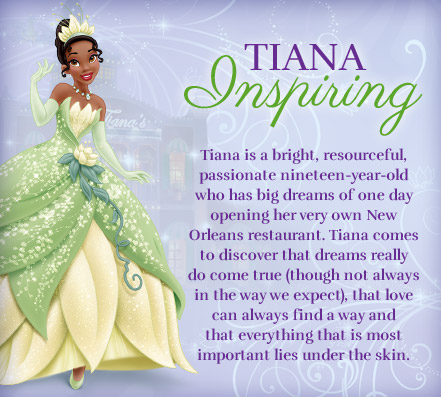 TIANA
Inspiring
Tiana's
Tiana is a bright, resourceful,
passionate nineteen-year-old
who has big dreams of one day
opening her very own New
Orleans restaurant. Tiana comes
to discover that dreams really
do come true (though not always
in the way we expect), that love
can always find a way and
that everything that is most
important lies under the skin.